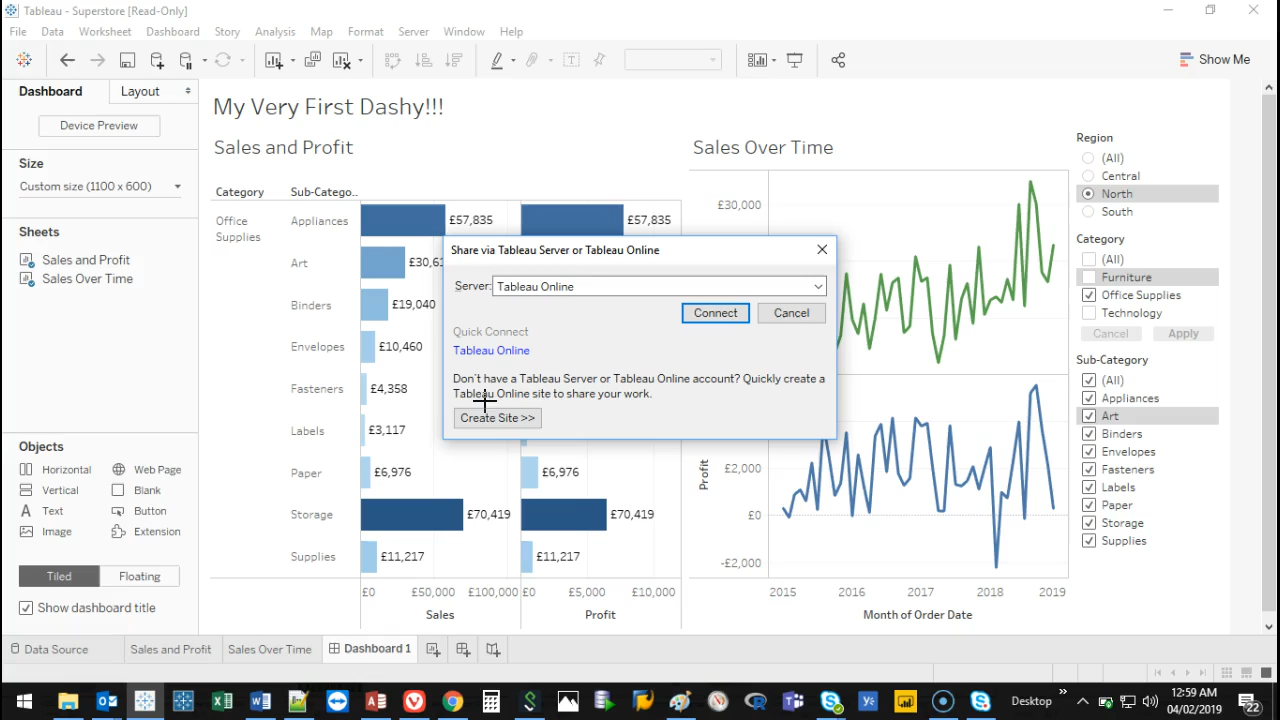 Tableau - Superstore [Read-Only]
File Data Worksheet Dashboard Story Analysis Map Format Server Window Help
Show Me
Dashboard Layout
Device Preview
Size
Custom size (1100 x 600)
Sheets
Sales and Profit
Sales Over Time
Objects
Horizontal Web Page
Vertical Blank
Text Button
Image Extension
Tiled Floating
Show dashboard title
My Very First Dashy!!!
Sales and Profit
Category Sub-Catego..
Office Supplies
Appliances £57,835 £57,835
Art
Binders £19,040
Envelopes £10,460
Fasteners £4,358
Labels £3,117
Paper £6,976 £6,976
Storage £70,419 £70,419
Supplies £11,217 £11,217
£0 £50,000 £100,000 £0 £5,000 £10,000
Sales Profit
Share via Tableau Server or Tableau Online
Server: Tableau Online
Connect Cancel
Quick Connect
Tableau Online
Don't have a Tableau Server or Tableau Online account? Quickly create a
Tableau Online site to share your work.
Create Site >>
Sales Over Time
£30,000
Profit
£2,000
£0
-£2,000
2015 2016 2017 2018 2019
Month of Order Date
Region
(All)
Central
North
South
Category
(All)
Furniture
Office Supplies
Technology
Cancel Apply
Sub-Category
(All)
Appliances
Art
Binders
Envelopes
Fasteners
Labels
Paper
Storage
Supplies
Data Source Sales and Profit Sales Over Time Dashboard 1
Desktop
12:59 AM
04/02/2019
22